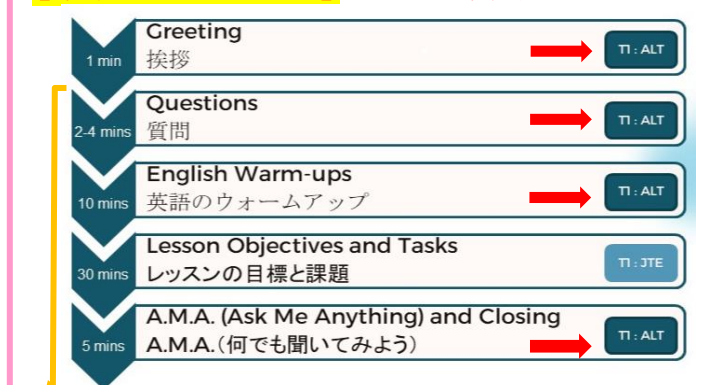 Greeting
挨拶
1 min
T1 : ALT
Questions
質問
2-4 mins
T1 : ALT
English Warm-ups
英語のウォームアップ
10 mins
T1 : ALT
Lesson Objectives and Tasks
レッスンの目標と課題
30 mins
T1 : JTE
A.M.A. (Ask Me Anything) and Closing
A.M.A.(何でも聞いてみよう)
5 mins
T1 : ALT